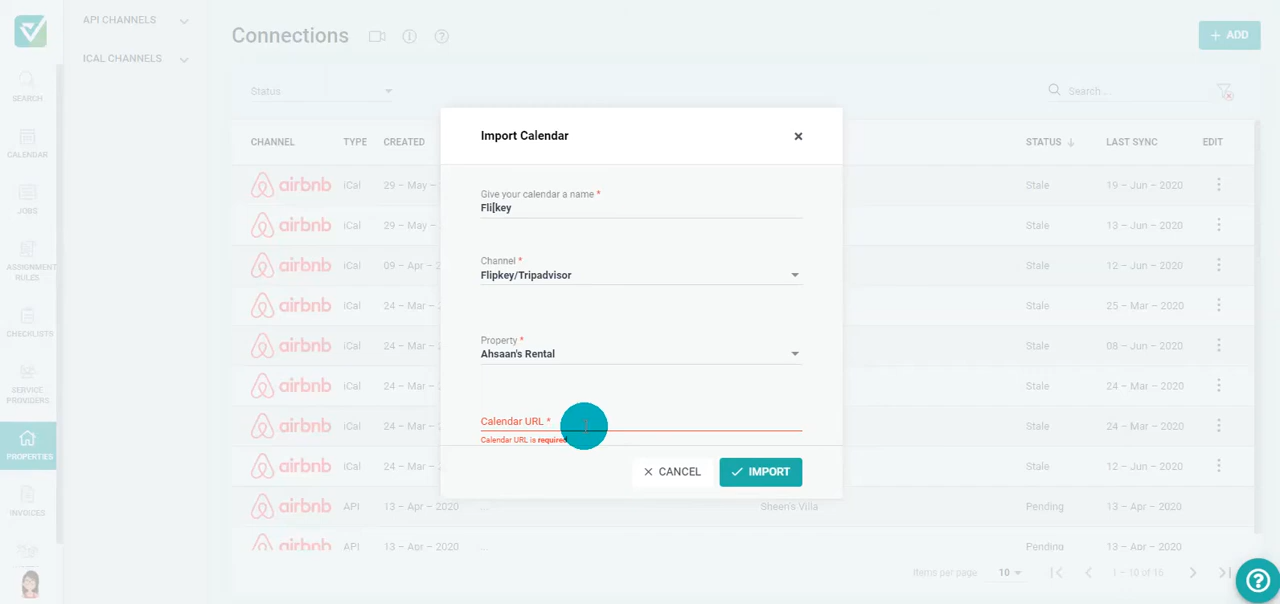 API CHANNELS
ICAL CHANNELS
Connections
+ ADD
Status
Search...
SEARCH
CALENDAR
JOBS
ASSIGNMENT
RULES
CHECKLISTS
SERVICE
PROVIDERS
PROPERTIES
INVOICES
CHANNEL TYPE CREATED STATUS LAST SYNC EDIT
airbnb iCal 29 – May – Stale 19 – Jun – 2020
airbnb iCal 29 – May – Stale 13 – Jun – 2020
airbnb iCal 09 – Apr – 2 Stale 12 – Jun – 2020
airbnb iCal 24 – Mar – 2 Stale 25 – Mar – 2020
airbnb iCal 24 – Mar – 2 Stale 08 – Jun – 2020
airbnb iCal 24 – Mar – 2 Stale 24 – Mar – 2020
airbnb iCal 24 – Mar – 2 Stale 24 – Mar – 2020
airbnb iCal 24 – Mar – 2 Stale 12 – Jun – 2020
airbnb API 13 – Apr – 2020 ... Sheen's Villa Pending 13 – Apr – 2020
airbnb API 13 – Apr – 2020 ... Pending 13 – Apr – 2020
Import Calendar
Give your calendar a name *
Fli[key
Channel *
Flipkey/Tripadvisor
Property *
Ahsaan's Rental
Calendar URL *
Calendar URL is required.
CANCEL
IMPORT
Items per page 10 1 – 10 of 16